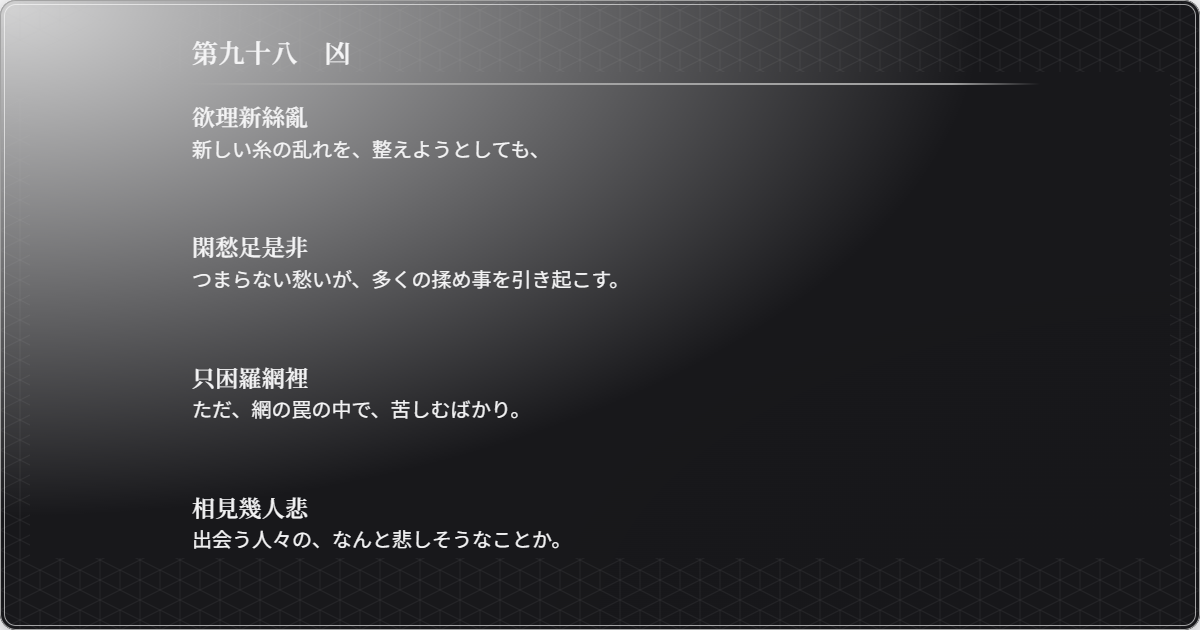 第九十八　凶
欲理新絲亂
新しい糸の乱れを、整えようとしても、
閑愁足是非
つまらない愁いが、多くの揉め事を引き起こす。
只困羅網裡
ただ、網の罠の中で、苦しむばかり。
相見幾人悲
出会う人々の、なんと悲しそうなことか。